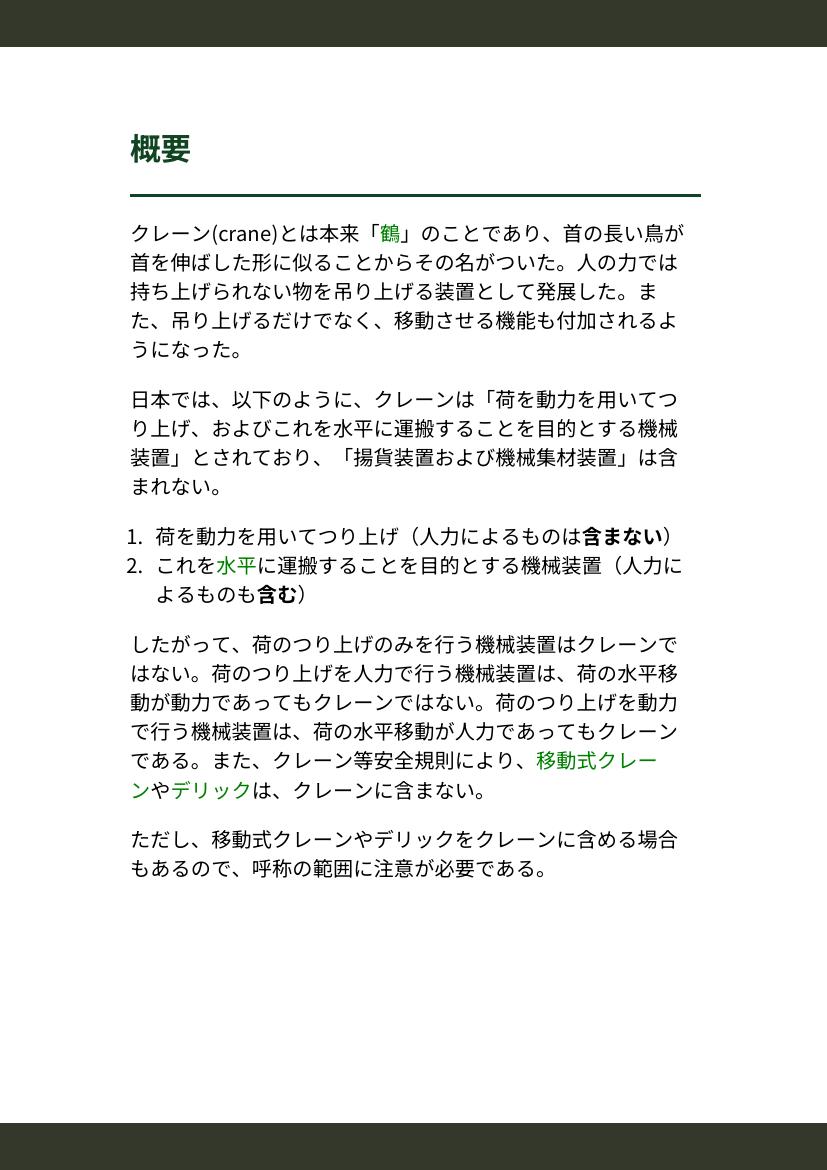 概要
クレーン(crane)とは本来「鶴」のことであり、首の長い鳥が
首を伸ばした形に似ることからその名がついた。人の力では
持ち上げられない物を吊り上げる装置として発展した。ま
た、吊り上げるだけでなく、移動させる機能も付加されるよ
うになった。
日本では、以下のように、クレーンは「荷を動力を用いてつ
り上げ、およびこれを水平に運搬することを目的とする機械
装置」とされており、「揚貨装置および機械集材装置」は含
まれない。
1. 荷を動力を用いてつり上げ（人力によるものは含まない）
2. これを水平に運搬することを目的とする機械装置（人力に
よるものも含む）
したがって、荷のつり上げのみを行う機械装置はクレーンで
はない。荷のつり上げを人力で行う機械装置は、荷の水平移
動が動力であってもクレーンではない。荷のつり上げを動力
で行う機械装置は、荷の水平移動が人力であってもクレーン
である。また、クレーン等安全規則により、移動式クレー
ンやデリックは、クレーンに含まない。
ただし、移動式クレーンやデリックをクレーンに含める場合
もあるので、呼称の範囲に注意が必要である。